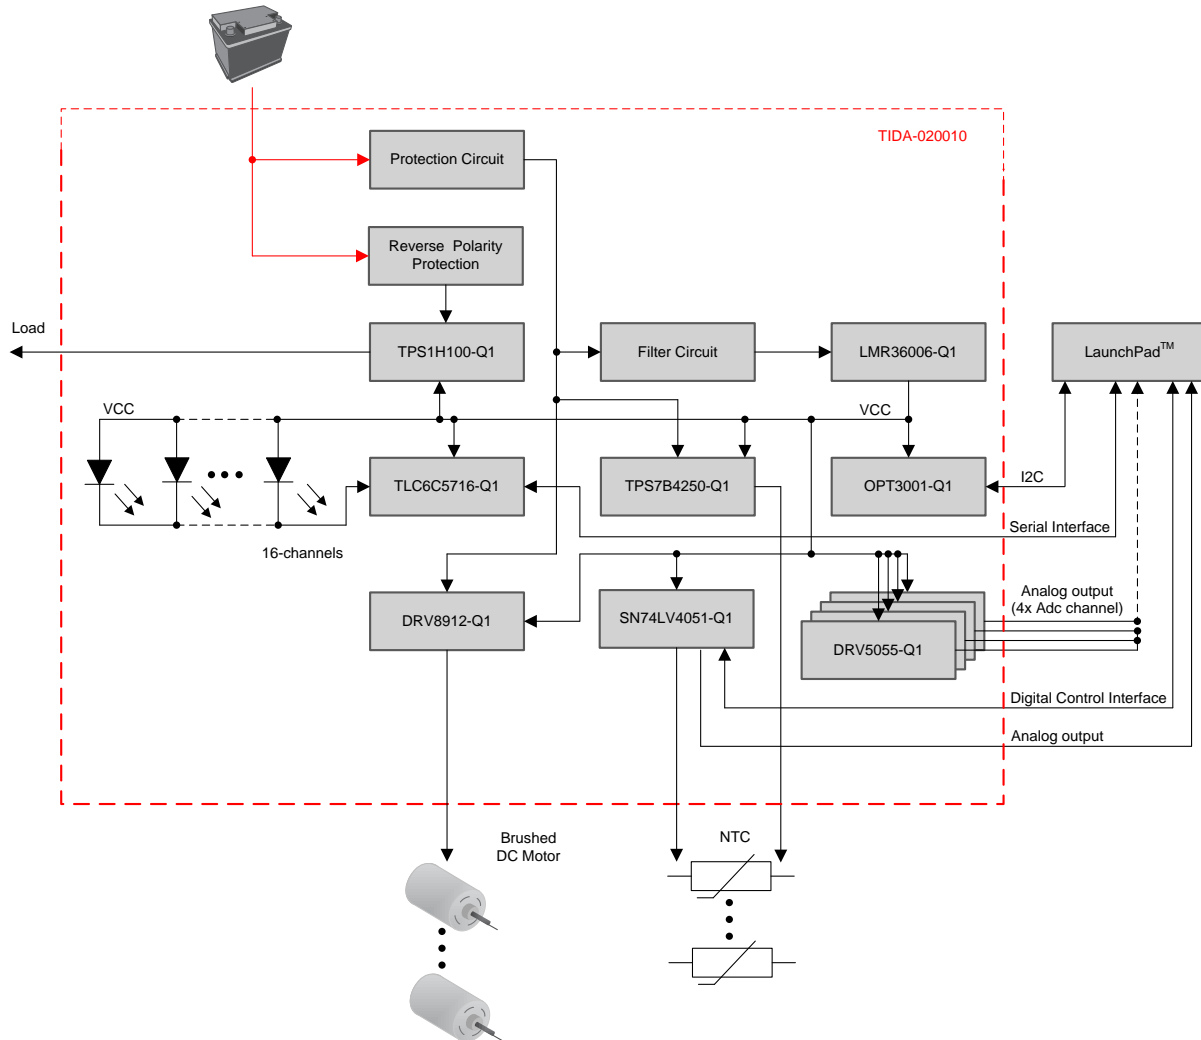 TIDA-020010
Protection Circuit
Reverse Polarity
Protection
Load
TPS1H100-Q1
Filter Circuit
LMR36006-Q1
LaunchPad™
VCC
VCC
TLC6C5716-Q1
TPS7B4250-Q1
OPT3001-Q1
I2C
Serial Interface
16-channels
DRV8912-Q1
SN74LV4051-Q1
DRV5055-Q1
Analog output
(4x Adc channel)
Digital Control Interface
Analog output
Brushed
DC Motor
NTC